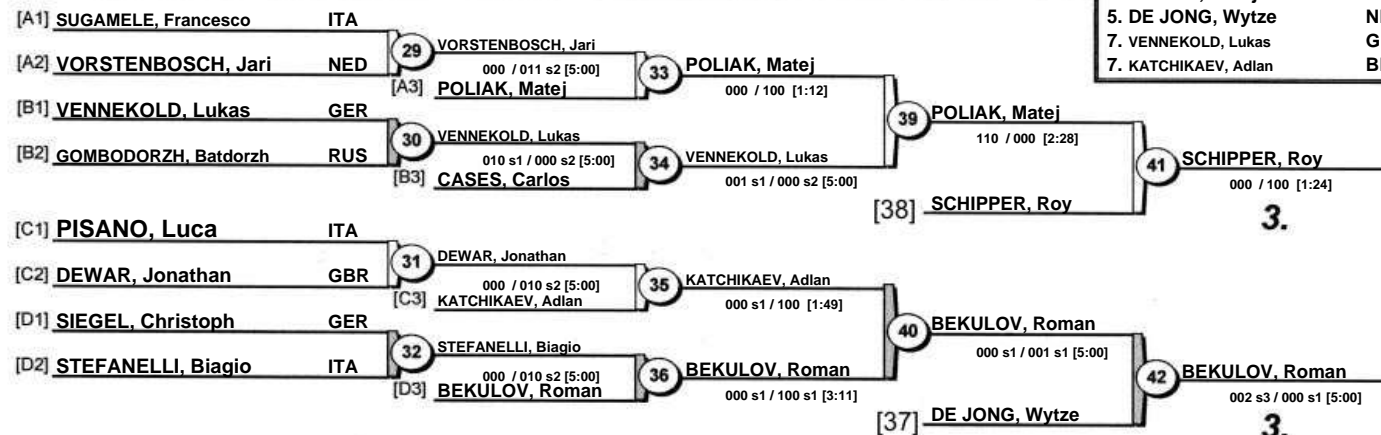 [A1] SUGAMELE, Francesco ITA
[A2] VORSTENBOSCH, Jari NED
29 VORSTENBOSCH, Jari
000 / 011 s2 [5:00]
[A3] POLIAK, Matej
33 POLIAK, Matej
000 / 100 [1:12]
[B1] VENNEKOLD, Lukas GER
[B2] GOMBODORZH, Batdorzh RUS
30 VENNEKOLD, Lukas
010 s1 / 000 s2 [5:00]
[B3] CASES, Carlos
34 VENNEKOLD, Lukas
001 s1 / 000 s2 [5:00]
39 POLIAK, Matej
110 / 000 [2:28]
[38] SCHIPPER, Roy
41 SCHIPPER, Roy
000 / 100 [1:24]
3.
[C1] PISANO, Luca ITA
[C2] DEWAR, Jonathan GBR
31 DEWAR, Jonathan
000 / 010 s2 [5:00]
[C3] KATCHIKAEV, Adlan
35 KATCHIKAEV, Adlan
000 s1 / 100 [1:49]
[D1] SIEGEL, Christoph GER
[D2] STEFANELLI, Biagio ITA
32 STEFANELLI, Biagio
000 / 010 s2 [5:00]
[D3] BEKULOV, Roman
36 BEKULOV, Roman
000 s1 / 100 s1 [3:11]
40 BEKULOV, Roman
000 s1 / 001 s1 [5:00]
[37] DE JONG, Wytze
42 BEKULOV, Roman
002 s3 / 000 s1 [5:00]
3.
5. DE JONG, Wytze
7. VENNEKOLD, Lukas G
7. KATCHIKAEV, Adlan